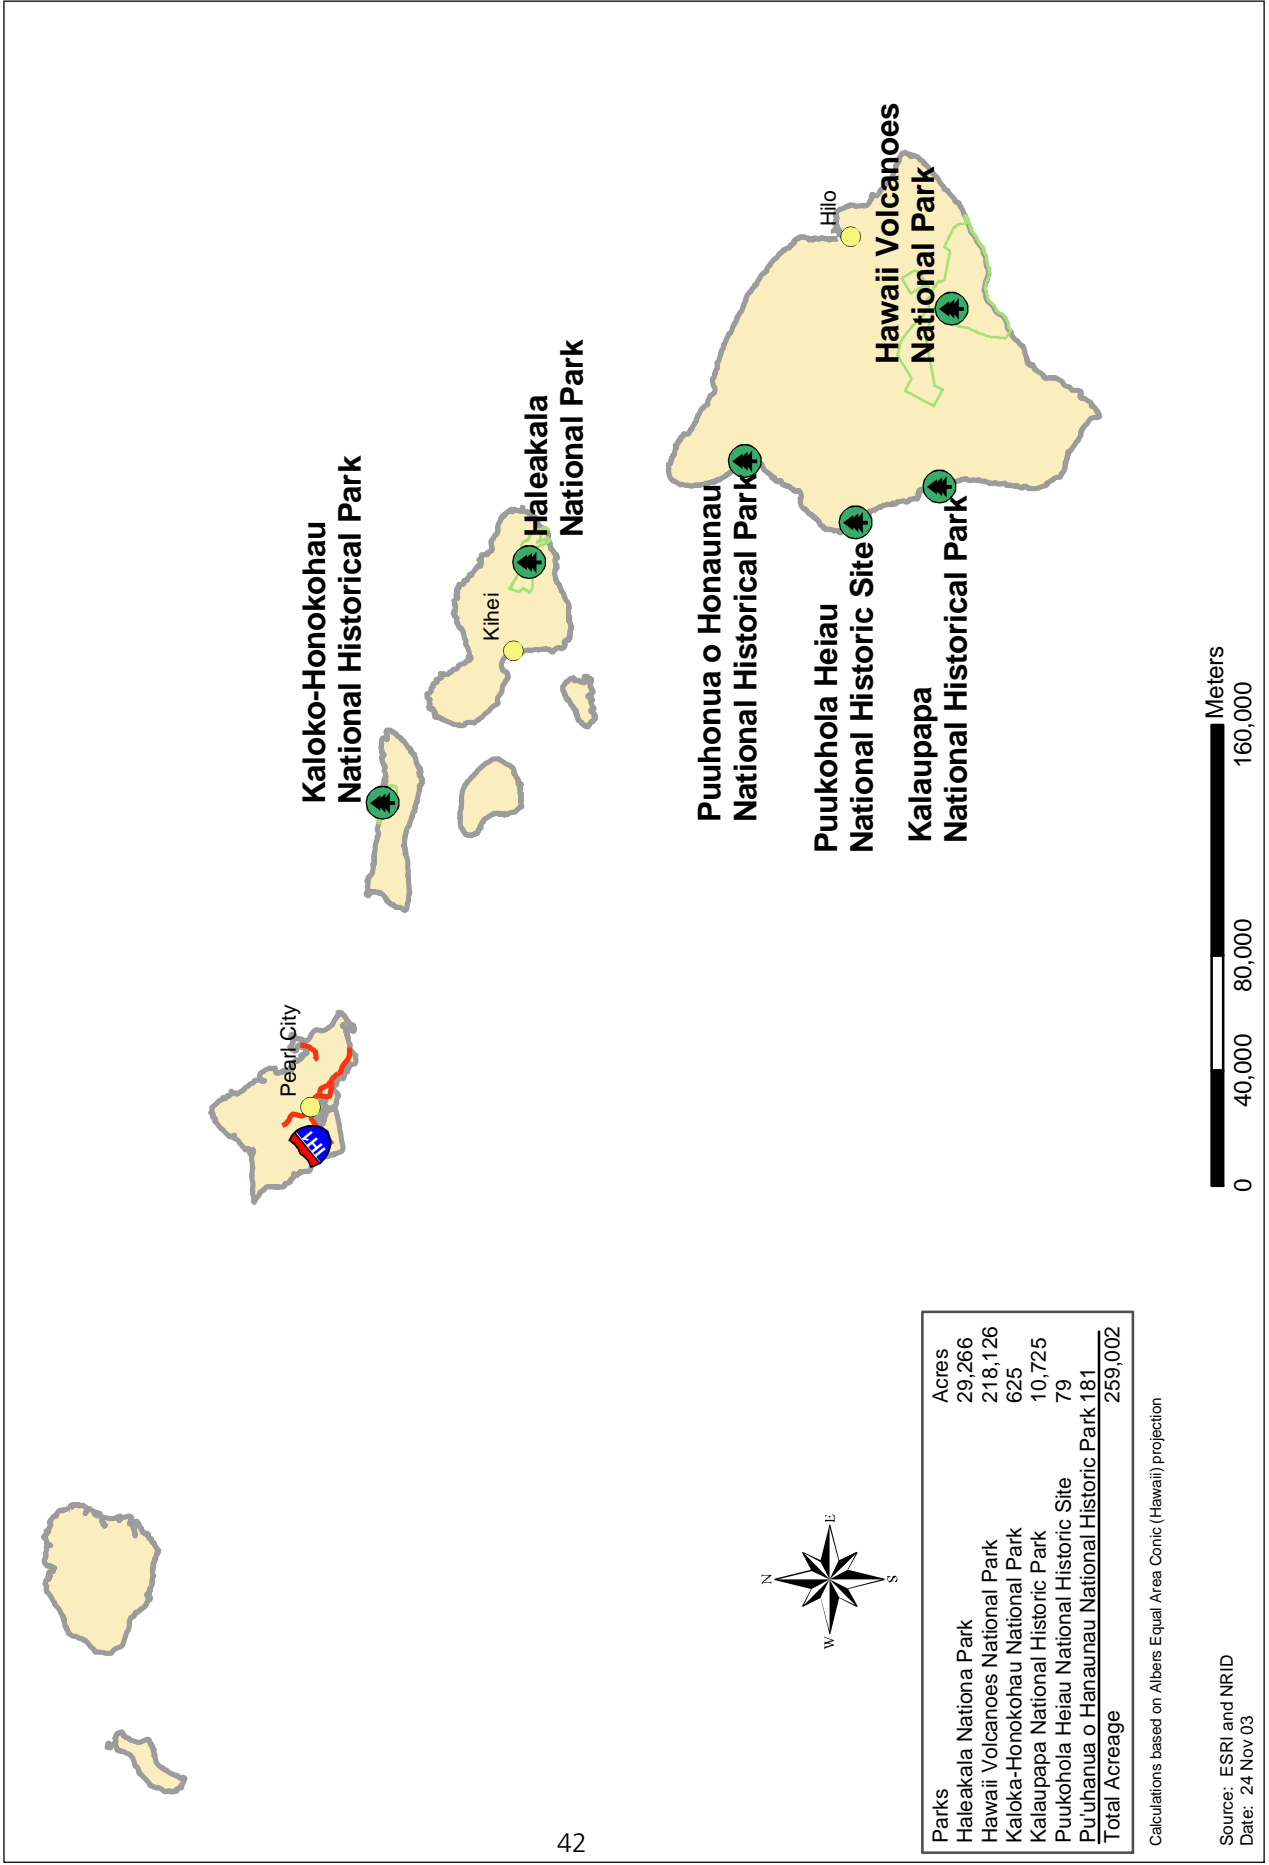 Pearl City
IH1
Kaloko-Honokohau
National Historical Park
Kihei
Haleakala
National Park
Puuhonua o Honaunau
National Historical Park
Puukohola Heiau
National Historic Site
Kalaupapa
National Historical Park
Hilo
Hawaii Volcanoes
National Park
N
W E
S
Parks Acres
Haleakala Nationa Park 29,266
Hawaii Volcanoes National Park 218,126
Kaloka-Honokohau National Park 625
Kalaupapa National Historic Park 10,725
Puukohola Heiau National Historic Site 79
Pu'uhanua o Hanaunau National Historic Park 181
Total Acreage 259,002
Calculations based on Albers Equal Area Conic (Hawaii) projection
Source: ESRI and NRID
Date: 24 Nov 03
Meters
0 40,000 80,000 160,000
42